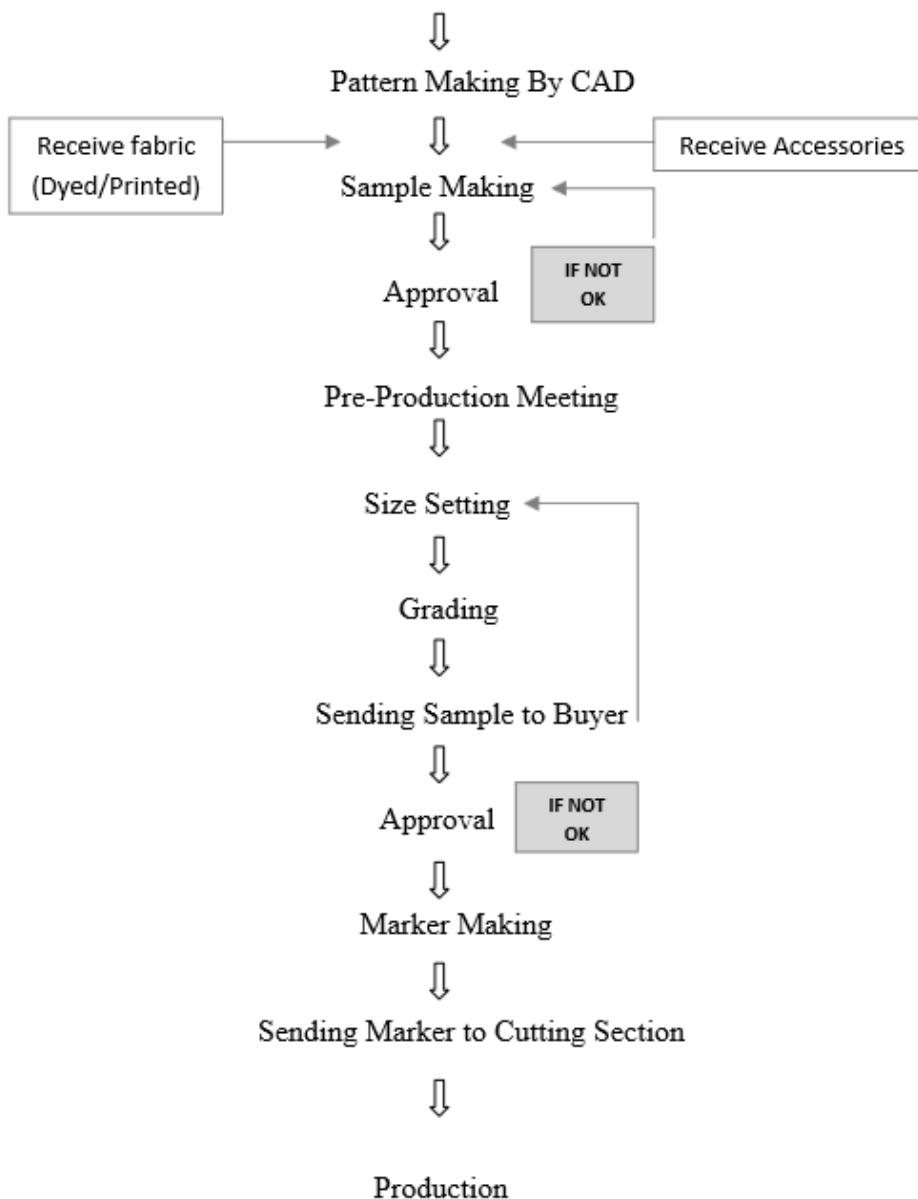 Pattern Making By CAD
Receive fabric
(Dyed/Printed)
Receive Accessories
Sample Making
IF NOT
OK
Approval
Pre-Production Meeting
Size Setting
Grading
Sending Sample to Buyer
Approval
IF NOT
OK
Marker Making
Sending Marker to Cutting Section
Production